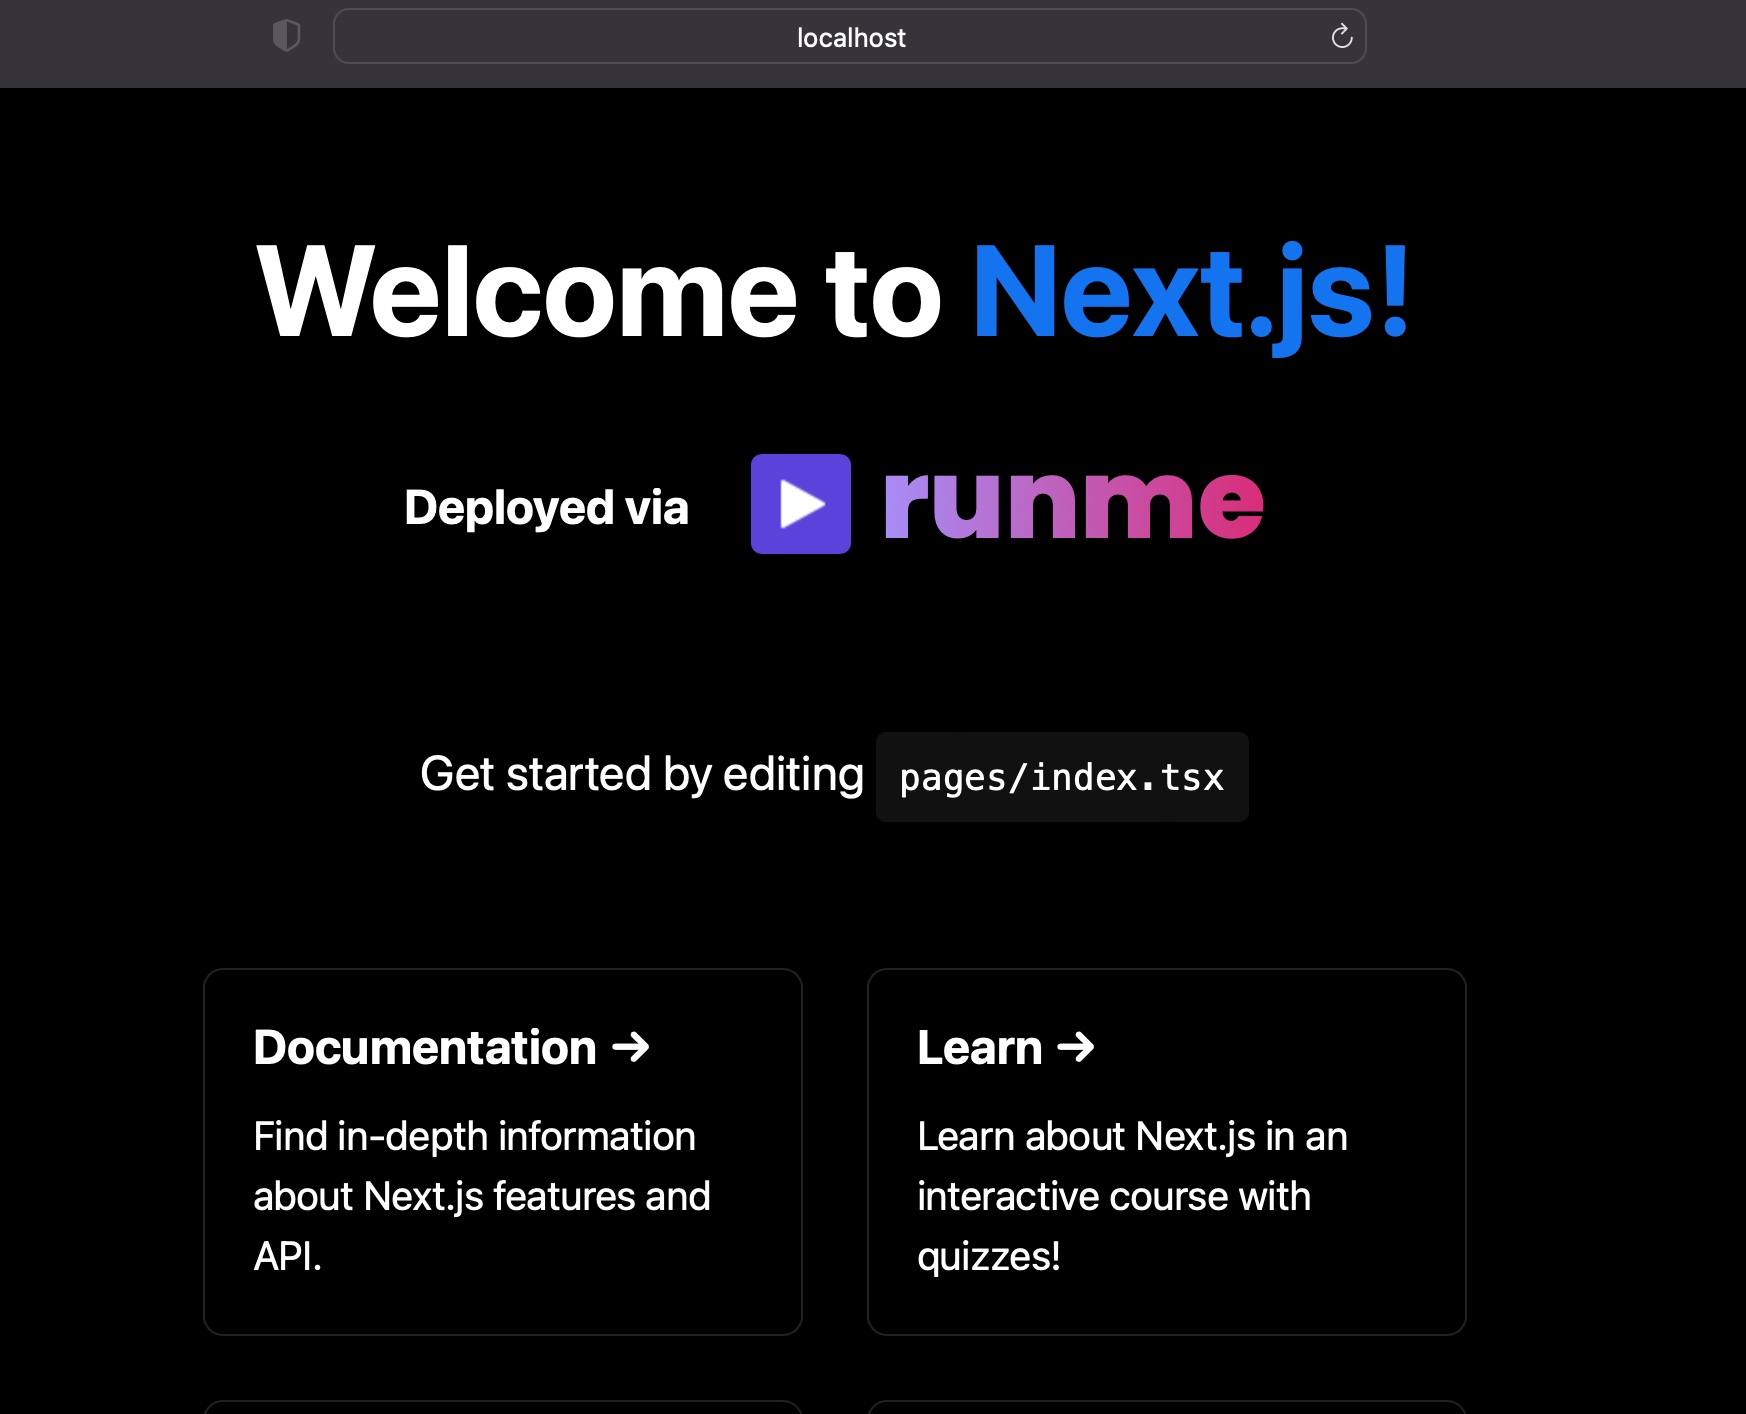 localhost
Welcome to Next.js!
Deployed via runme
Get started by editing pages/index.tsx
Documentation →
Find in-depth information
about Next.js features and
API.
Learn →
Learn about Next.js in an
interactive course with
quizzes!